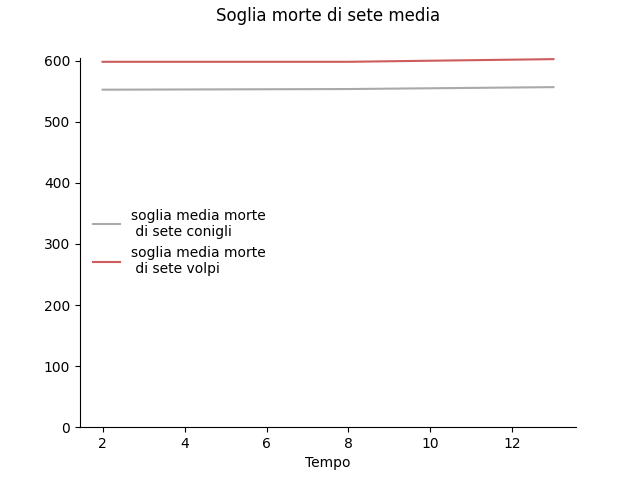 Soglia morte di sete media
600
500
400
300
200
100
0
soglia media morte
di sete conigli
soglia media morte
di sete volpi
2 4 6 8 10 12
Tempo